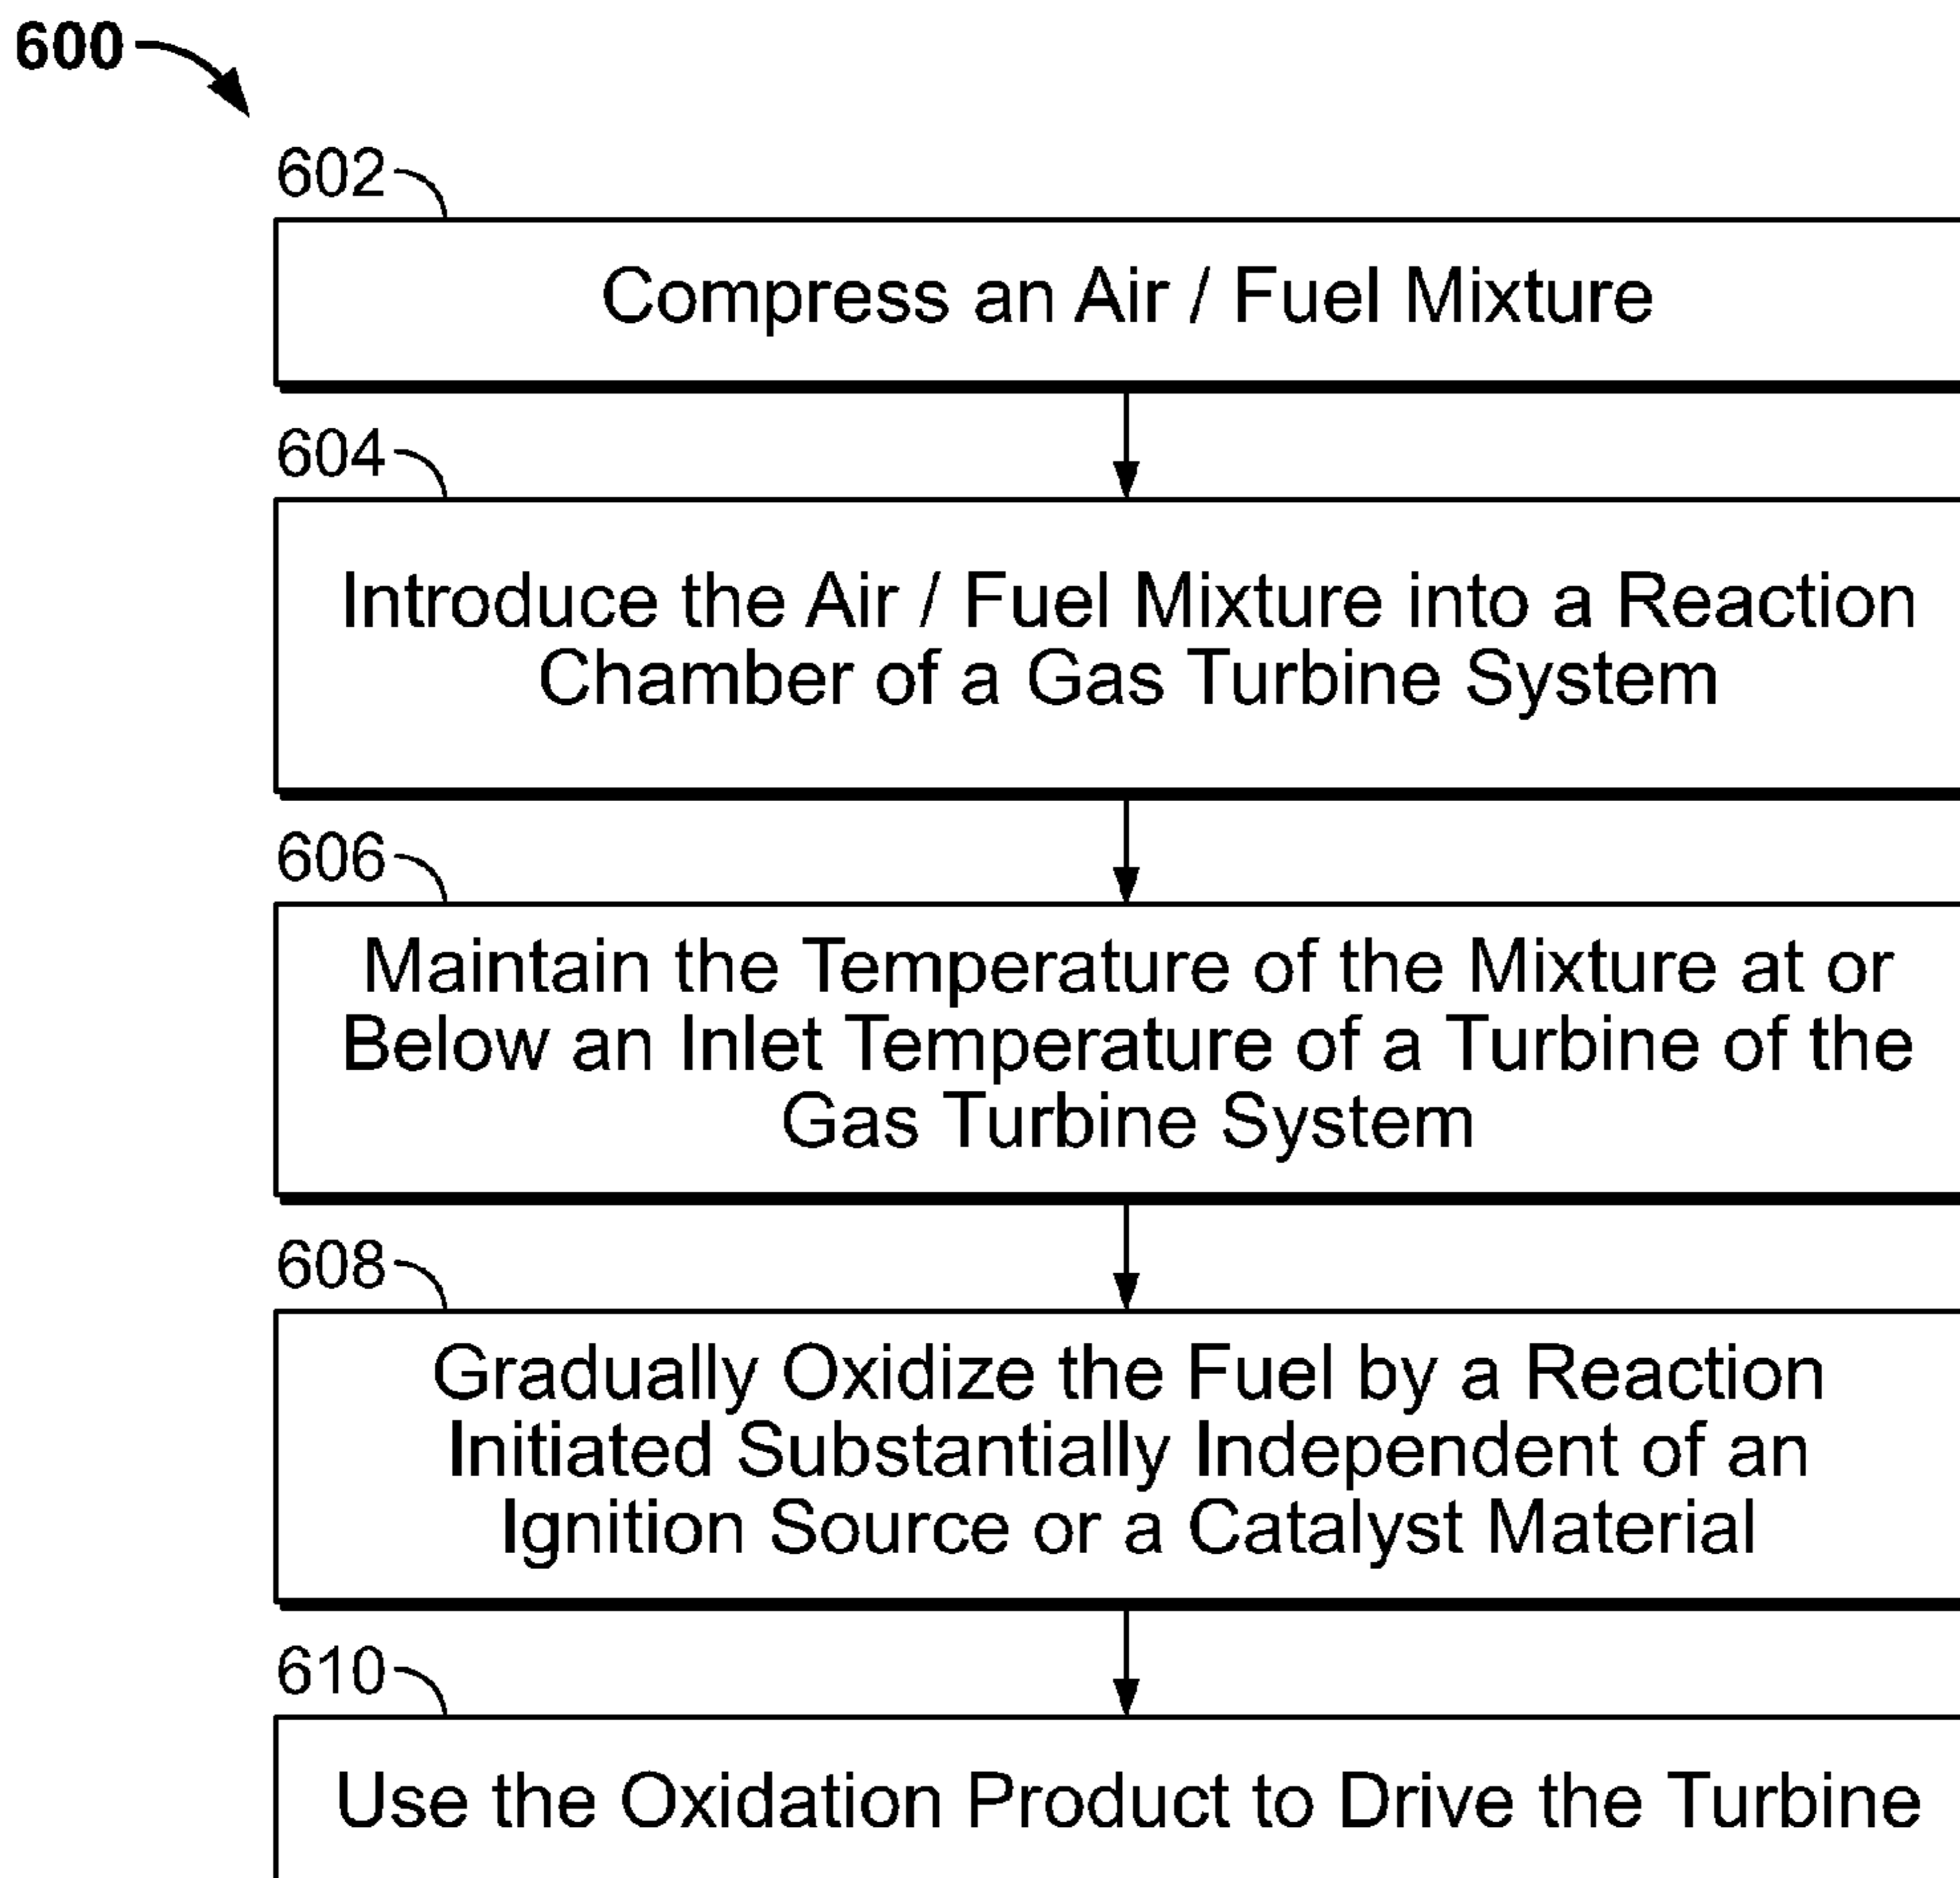 600
602
Compress an Air / Fuel Mixture
604
Introduce the Air / Fuel Mixture into a Reaction
Chamber of a Gas Turbine System
606
Maintain the Temperature of the Mixture at or
Below an Inlet Temperature of a Turbine of the
Gas Turbine System
608
Gradually Oxidize the Fuel by a Reaction
Initiated Substantially Independent of an
Ignition Source or a Catalyst Material
610
Use the Oxidation Product to Drive the Turbine